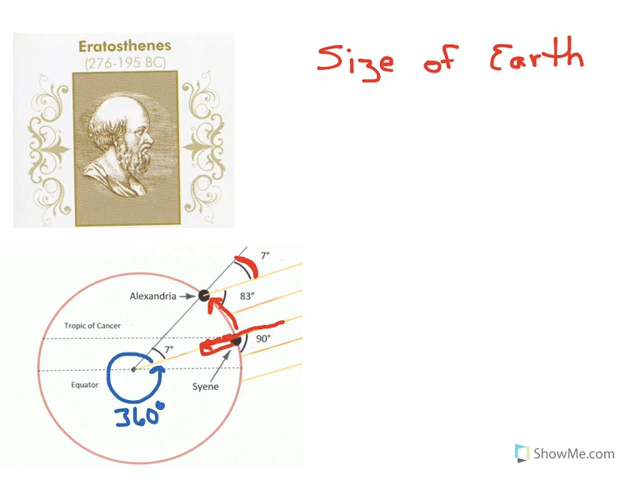 Eratosthenes
(276-195 BC)
Size of Earth
7°
Alexandria
83°
Tropic of Cancer
7°
90°
Equator
Syene
360°
ShowMe.com